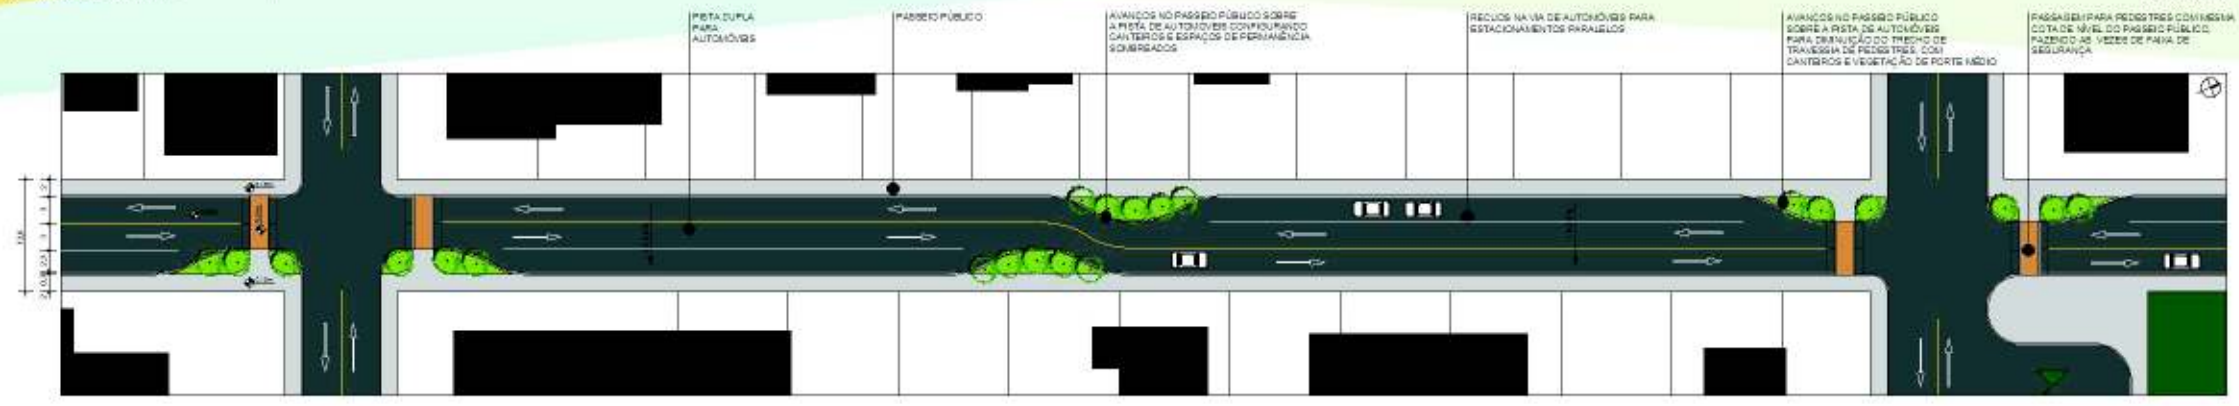 PISTA DUPLA
PARA
AUTOMÓVEIS
PASSEIO PÚBLICO
AVANÇOS NO PASSEIO PÚBLICO SOBRE
A PISTA DE AUTOMÓVEIS CONFIGURANDO
CANTEIROS E ESPAÇOS DE PERMANÊNCIA
SOMBREADOS
RECUOS NA VIA DE AUTOMÓVEIS PARA
ESTACIONAMENTOS PARALELOS
AVANÇOS NO PASSEIO PÚBLICO
SOBRE A PISTA DE AUTOMÓVEIS
PARA DIMINUIÇÃO DO TRECHO DE
TRAVESSIA DE PEDESTRES, COM
CANTEIROS E VEGETAÇÃO DE PORTE MÉDIO
PASSAGEM PARA PEDESTRES COM MESMA
COTA DE NÍVEL DO PASSEIO PÚBLICO,
FAZENDO AS VEZES DE FAIXA DE
SEGURANÇA